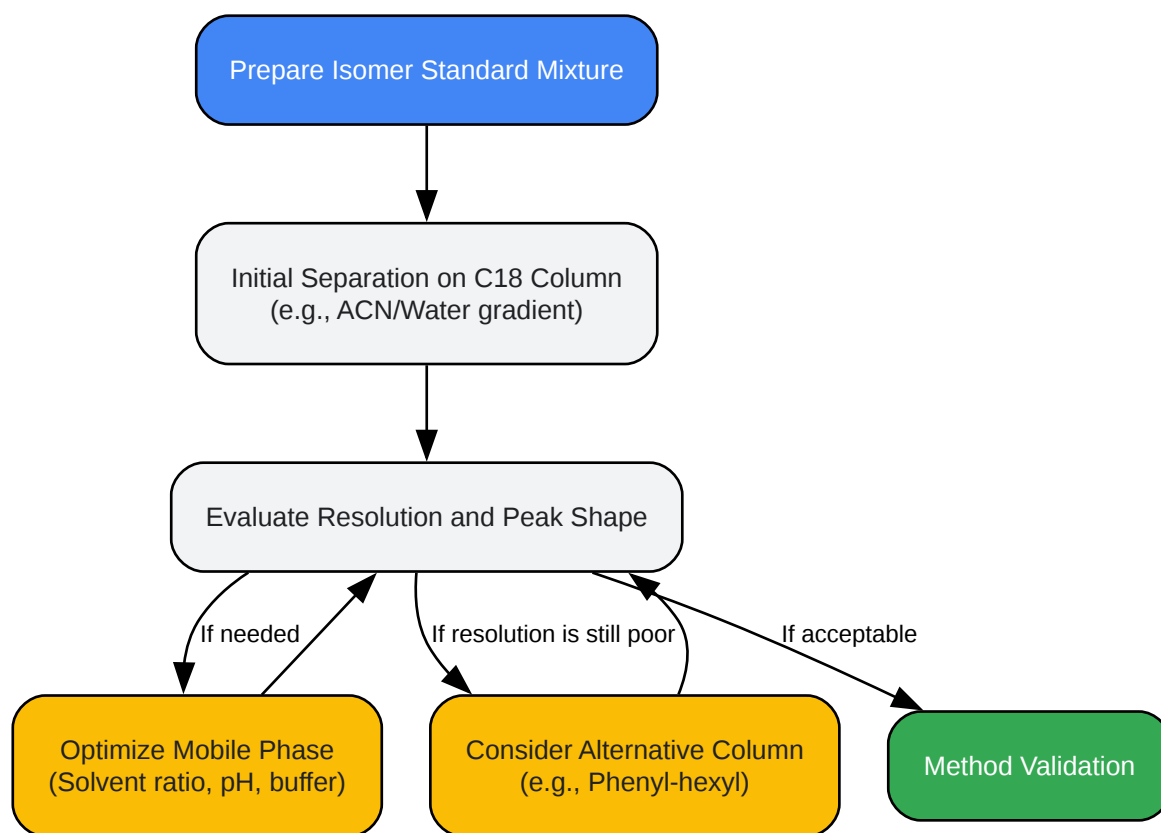 Prepare Isomer Standard Mixture
Initial Separation on C18 Column
(e.g., ACN/Water gradient)
Evaluate Resolution and Peak Shape
If needed
If resolution is still poor
If acceptable
Optimize Mobile Phase
(Solvent ratio, pH, buffer)
Consider Alternative Column
(e.g., Phenyl-hexyl)
Method Validation